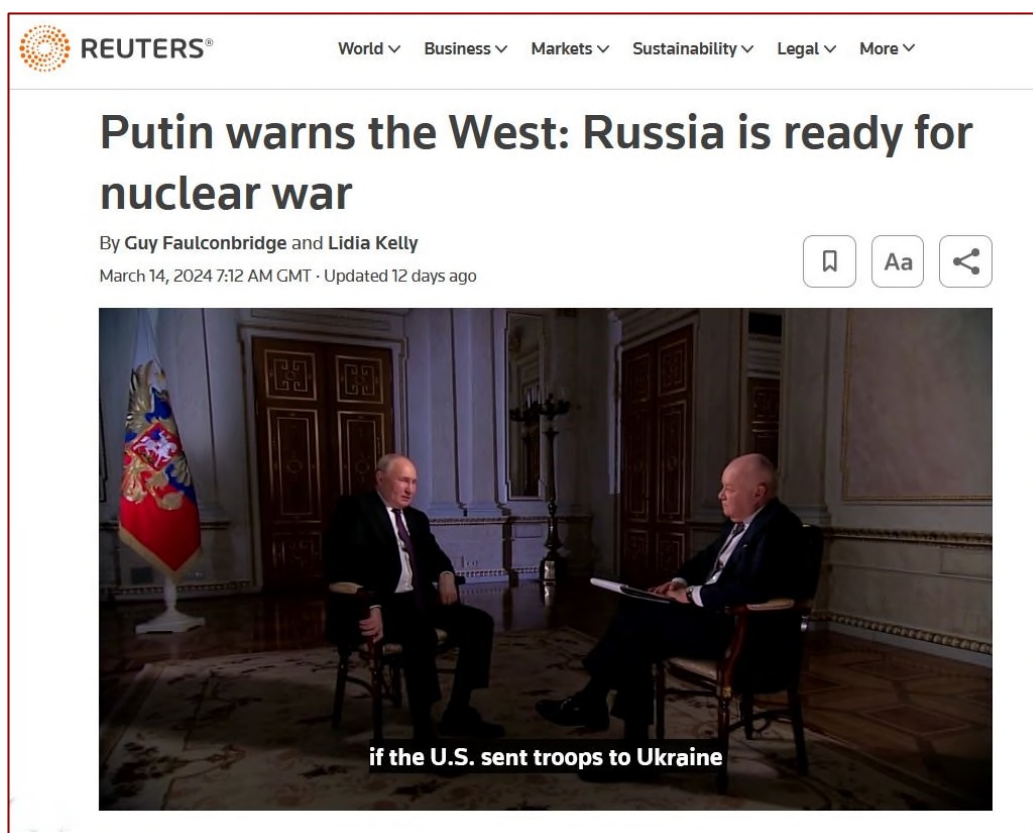 REUTERS®
World Business Markets Sustainability Legal More
Putin warns the West: Russia is ready for
nuclear war
By Guy Faulconbridge and Lidia Kelly
March 14, 2024 7:12 AM GMT · Updated 12 days ago
Aa
if the U.S. sent troops to Ukraine